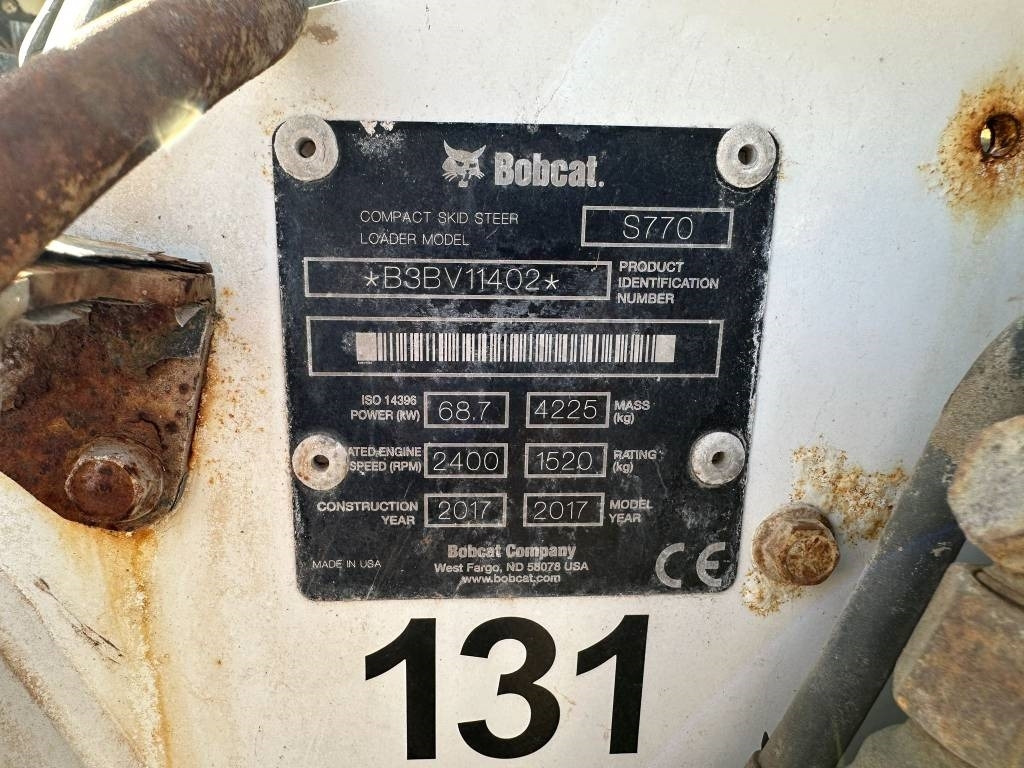 Bobcat.
COMPACT SKID STEER
LOADER MODEL
S770
*B3BV11402*
PRODUCT
IDENTIFICATION
NUMBER
ISO 14396
POWER (kW)
68.7
4225
MASS
(kg)
ATED ENGINE
SPEED (RPM)
2400
1520
RATING
(kg)
CONSTRUCTION
YEAR
2017
2017
MODEL
YEAR
Bobcat Company
MADE IN USA
West Fargo, ND 58078 USA
www.bobcat.com
CE
131